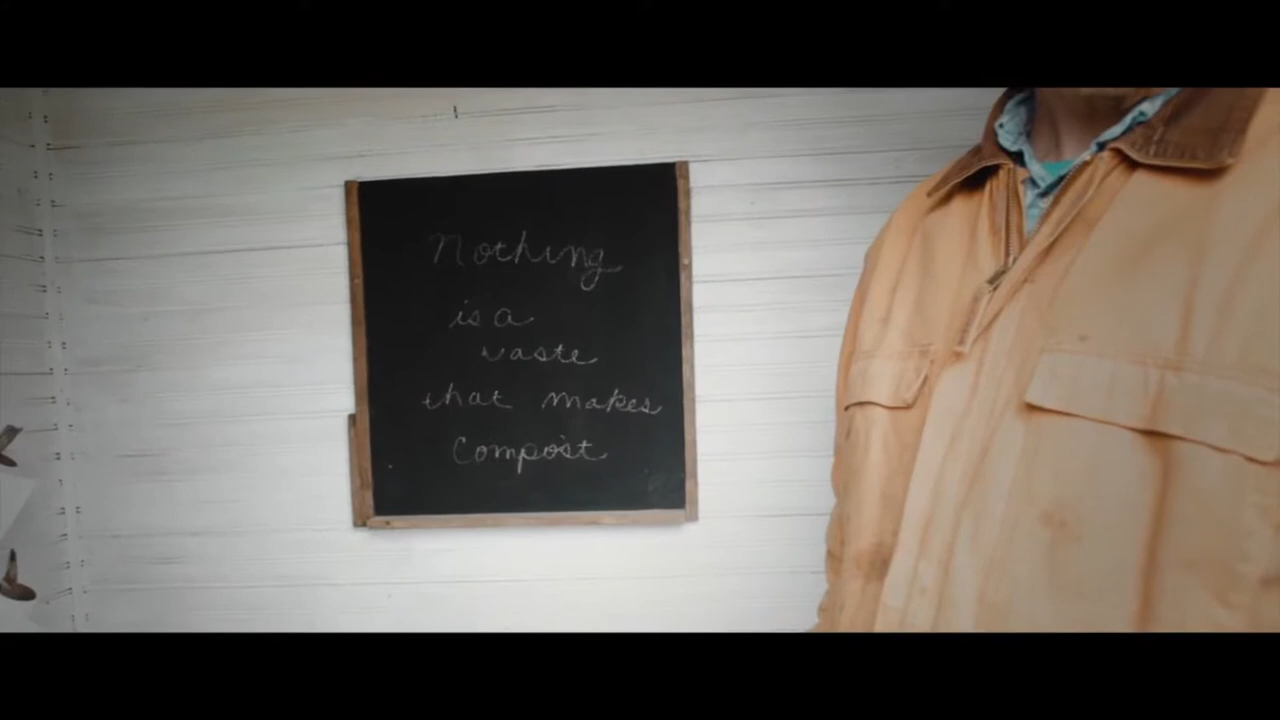 Nothing
is a
waste
that makes
Compost